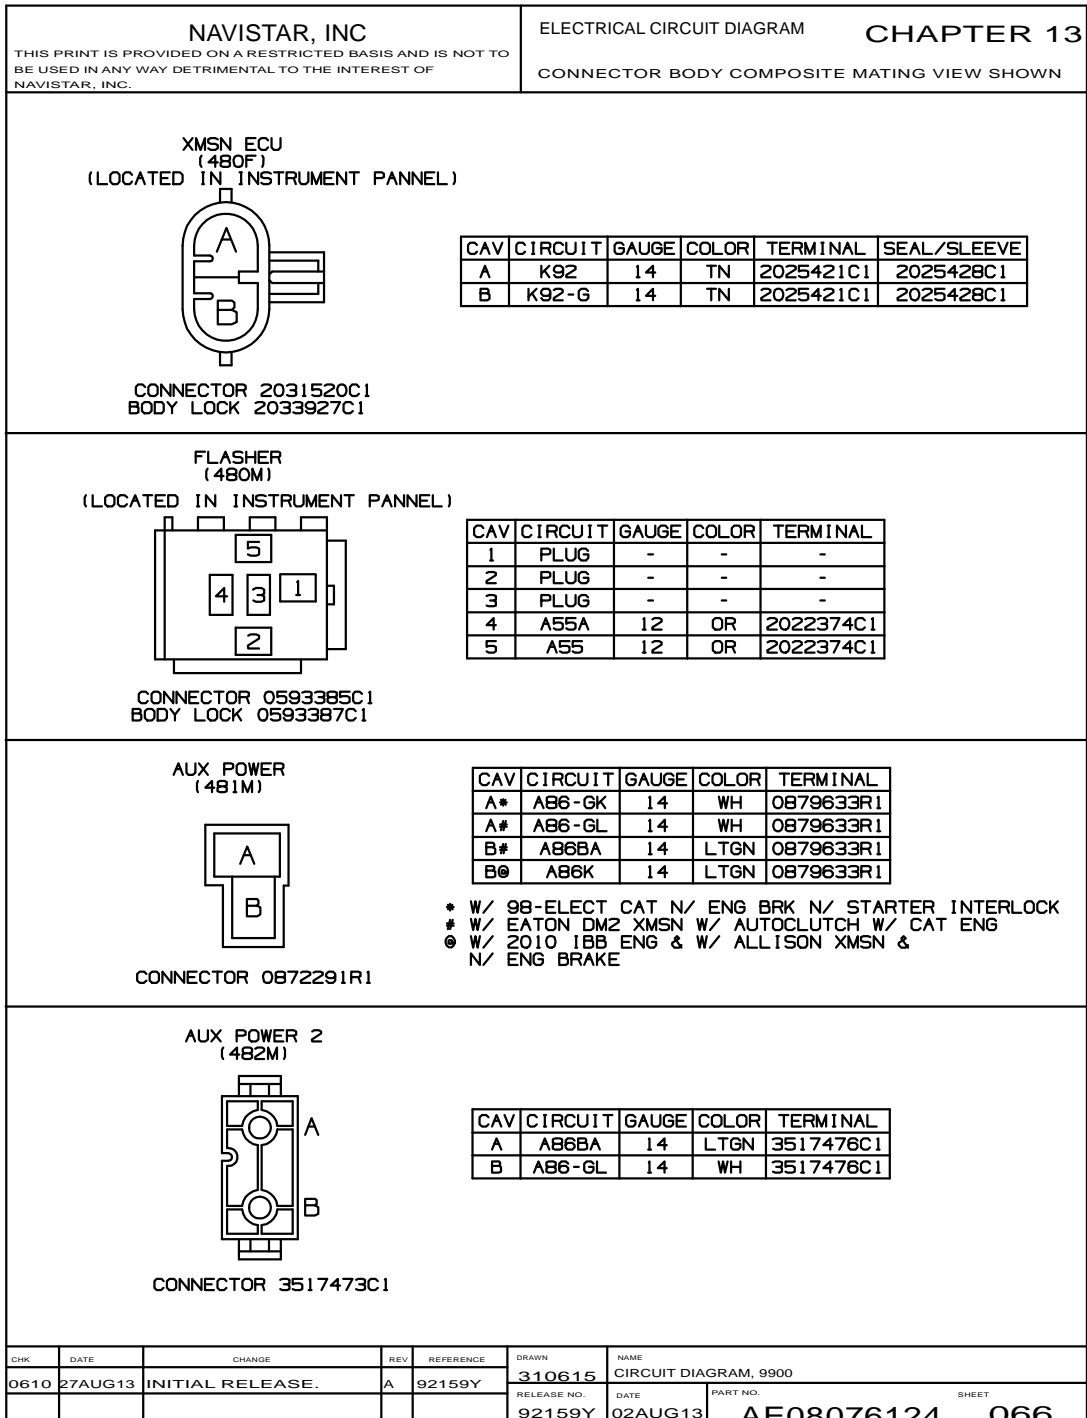 NAVISTAR, INC
THIS PRINT IS PROVIDED ON A RESTRICTED BASIS AND IS NOT TO
BE USED IN ANY WAY DETRIMENTAL TO THE INTEREST OF
NAVISTAR, INC.
ELECTRICAL CIRCUIT DIAGRAM CHAPTER 13
CONNECTOR BODY COMPOSITE MATING VIEW SHOWN
XMSN ECU
(480F)
(LOCATED IN INSTRUMENT PANNEL)
A
B
CONNECTOR 2031520C1
BODY LOCK 2033927C1
CAV CIRCUIT GAUGE COLOR TERMINAL SEAL/SLEEVE
A K92 14 TN 2025421C1 2025428C1
B K92-G 14 TN 2025421C1 2025428C1
FLASHER
(480M)
(LOCATED IN INSTRUMENT PANNEL)
5
4 3 1
2
CONNECTOR 0593385C1
BODY LOCK 0593387C1
CAV CIRCUIT GAUGE COLOR TERMINAL
1 PLUG - - -
2 PLUG - - -
3 PLUG - - -
4 A55A 12 OR 2022374C1
5 A55 12 OR 2022374C1
AUX POWER
(481M)
A
B
CONNECTOR 0872291R1
CAV CIRCUIT GAUGE COLOR TERMINAL
A* A86-GK 14 WH 0879633R1
A# A86-GL 14 WH 0879633R1
B# A86BA 14 LTGN 0879633R1
B@ A86K 14 LTGN 0879633R1
* W/ 98-ELECT CAT N/ ENG BRK N/ STARTER INTERLOCK
# W/ EATON DM2 XMSN W/ AUTOCLUTCH W/ CAT ENG
@ W/ 2010 IBB ENG & W/ ALLISON XMSN &
N/ ENG BRAKE
AUX POWER 2
(482M)
A
B
CONNECTOR 3517473C1
CAV CIRCUIT GAUGE COLOR TERMINAL
A A86BA 14 LTGN 3517476C1
B A86-GL 14 WH 3517476C1
CHK DATE CHANGE REV REFERENCE
0610 27AUG13 INITIAL RELEASE. A 92159Y
DRAWN
310615
NAME
CIRCUIT DIAGRAM, 9900
RELEASE NO.
92159Y
DATE
02AUG13
PART NO.
AE08076124
SHEET
066